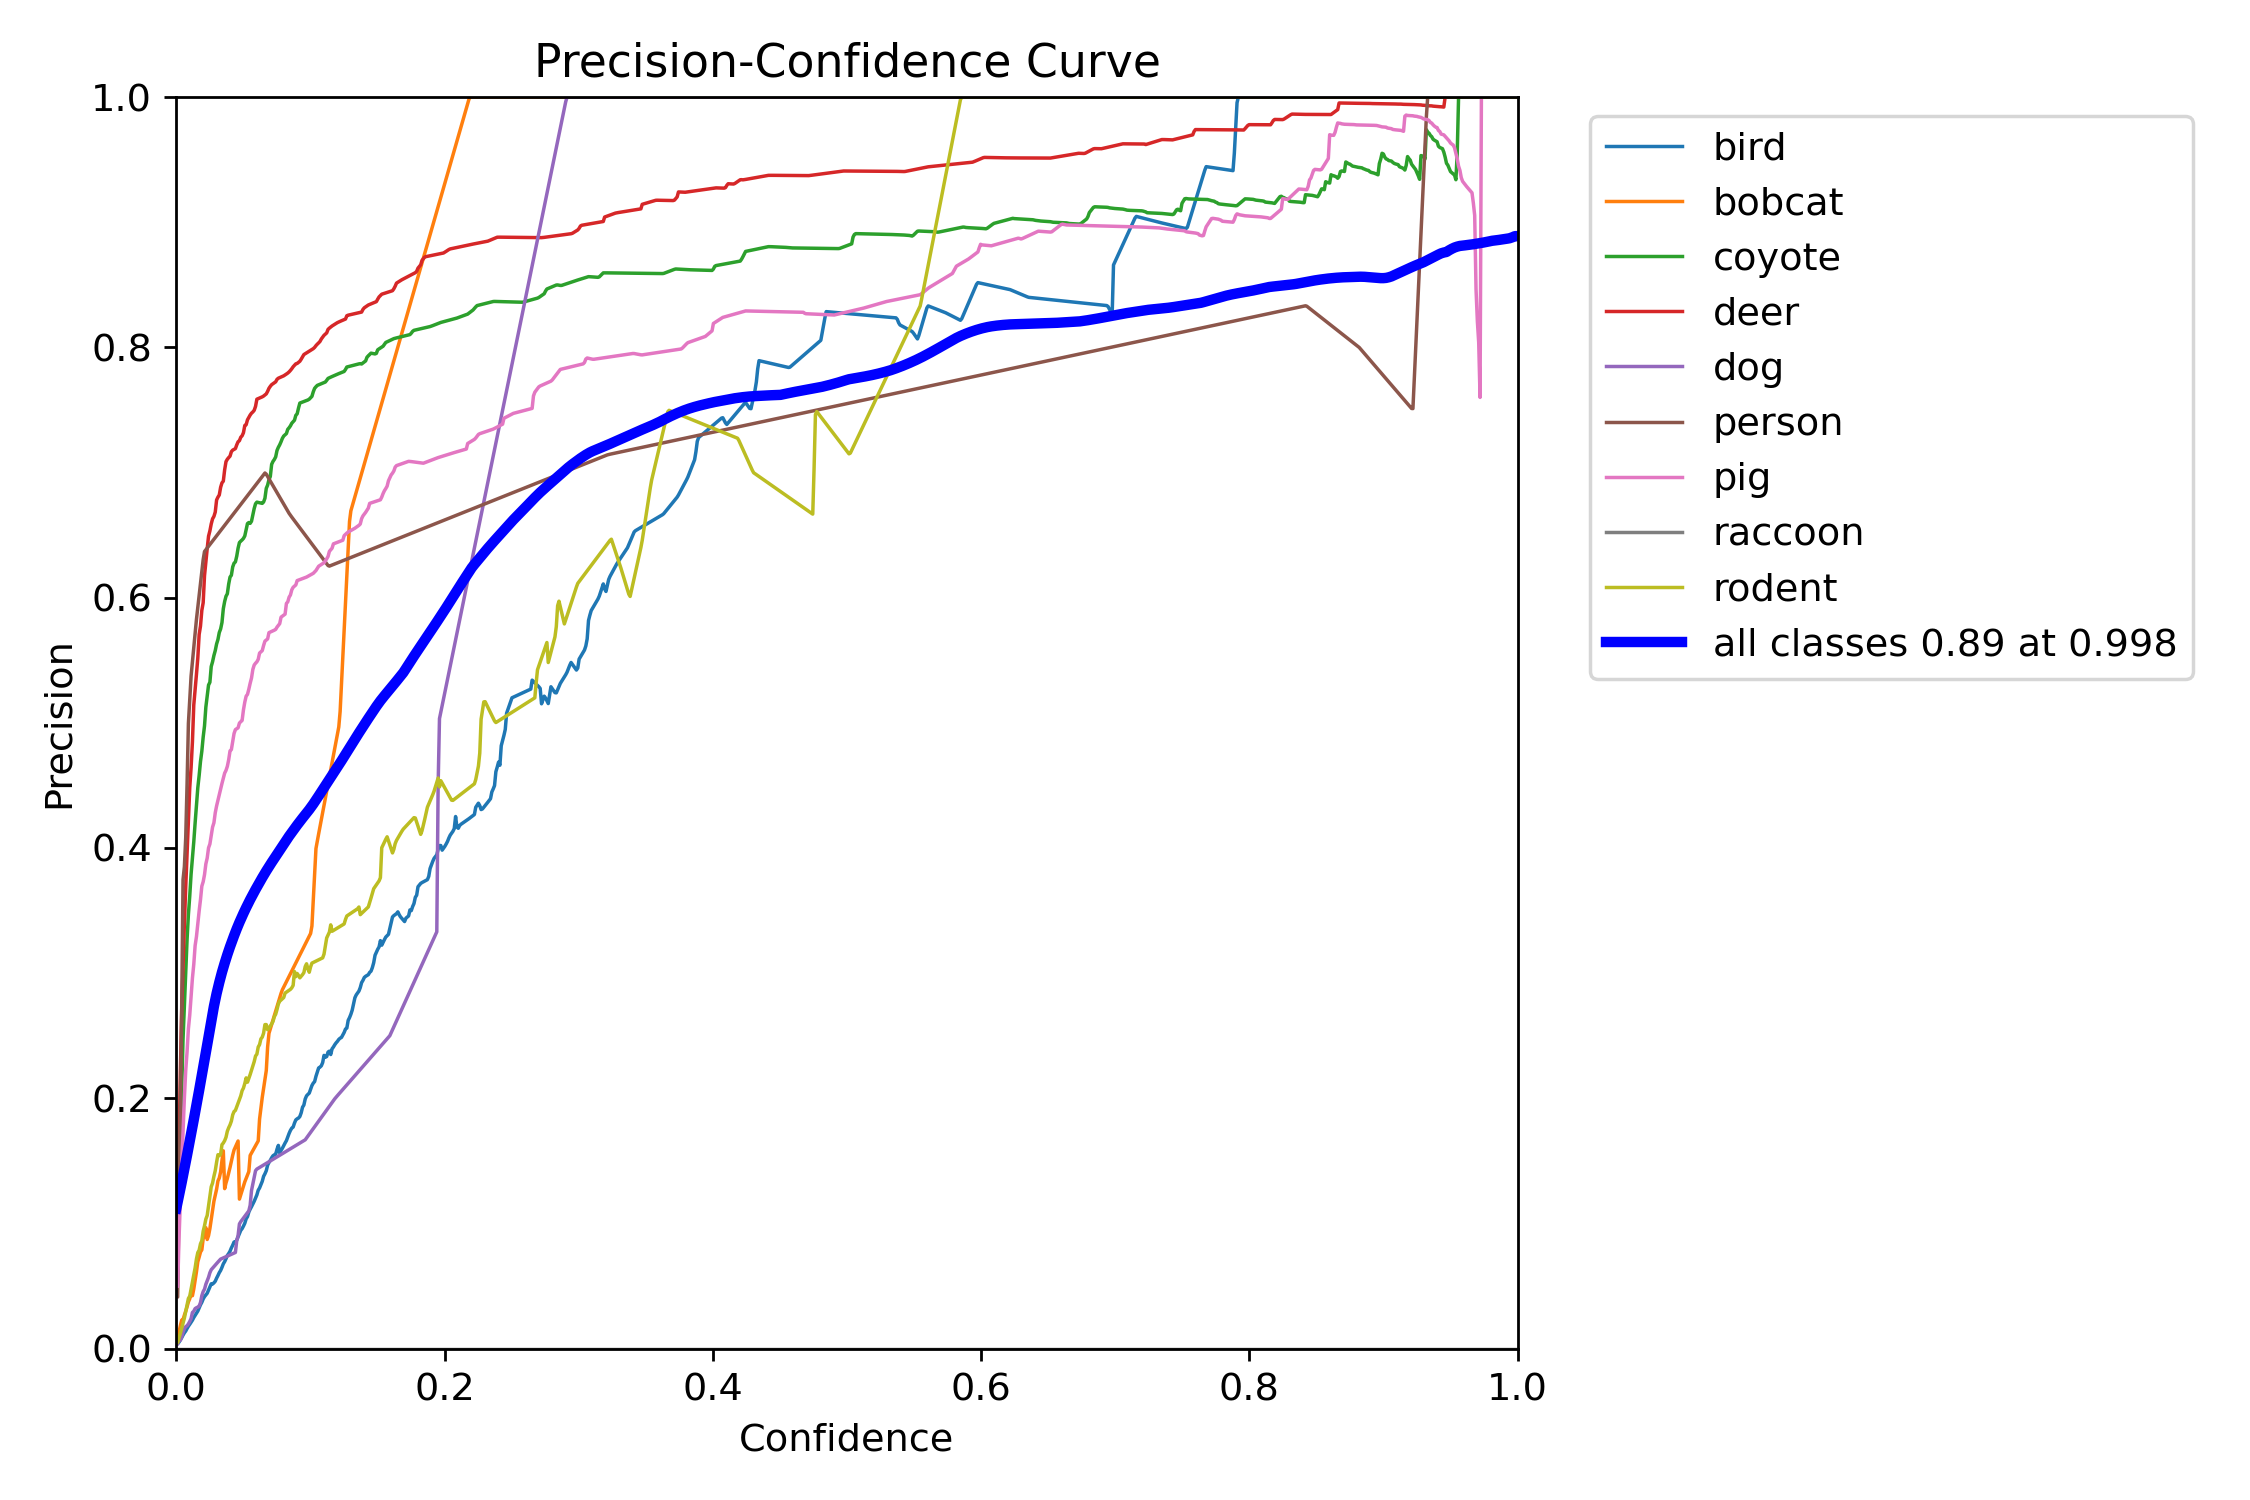 Precision-Confidence Curve
1.0
0.8
0.6
0.4
0.2
0.0
Precision
0.0 0.2 0.4 0.6 0.8 1.0
Confidence
bird
bobcat
coyote
deer
dog
person
pig
raccoon
rodent
all classes 0.89 at 0.998